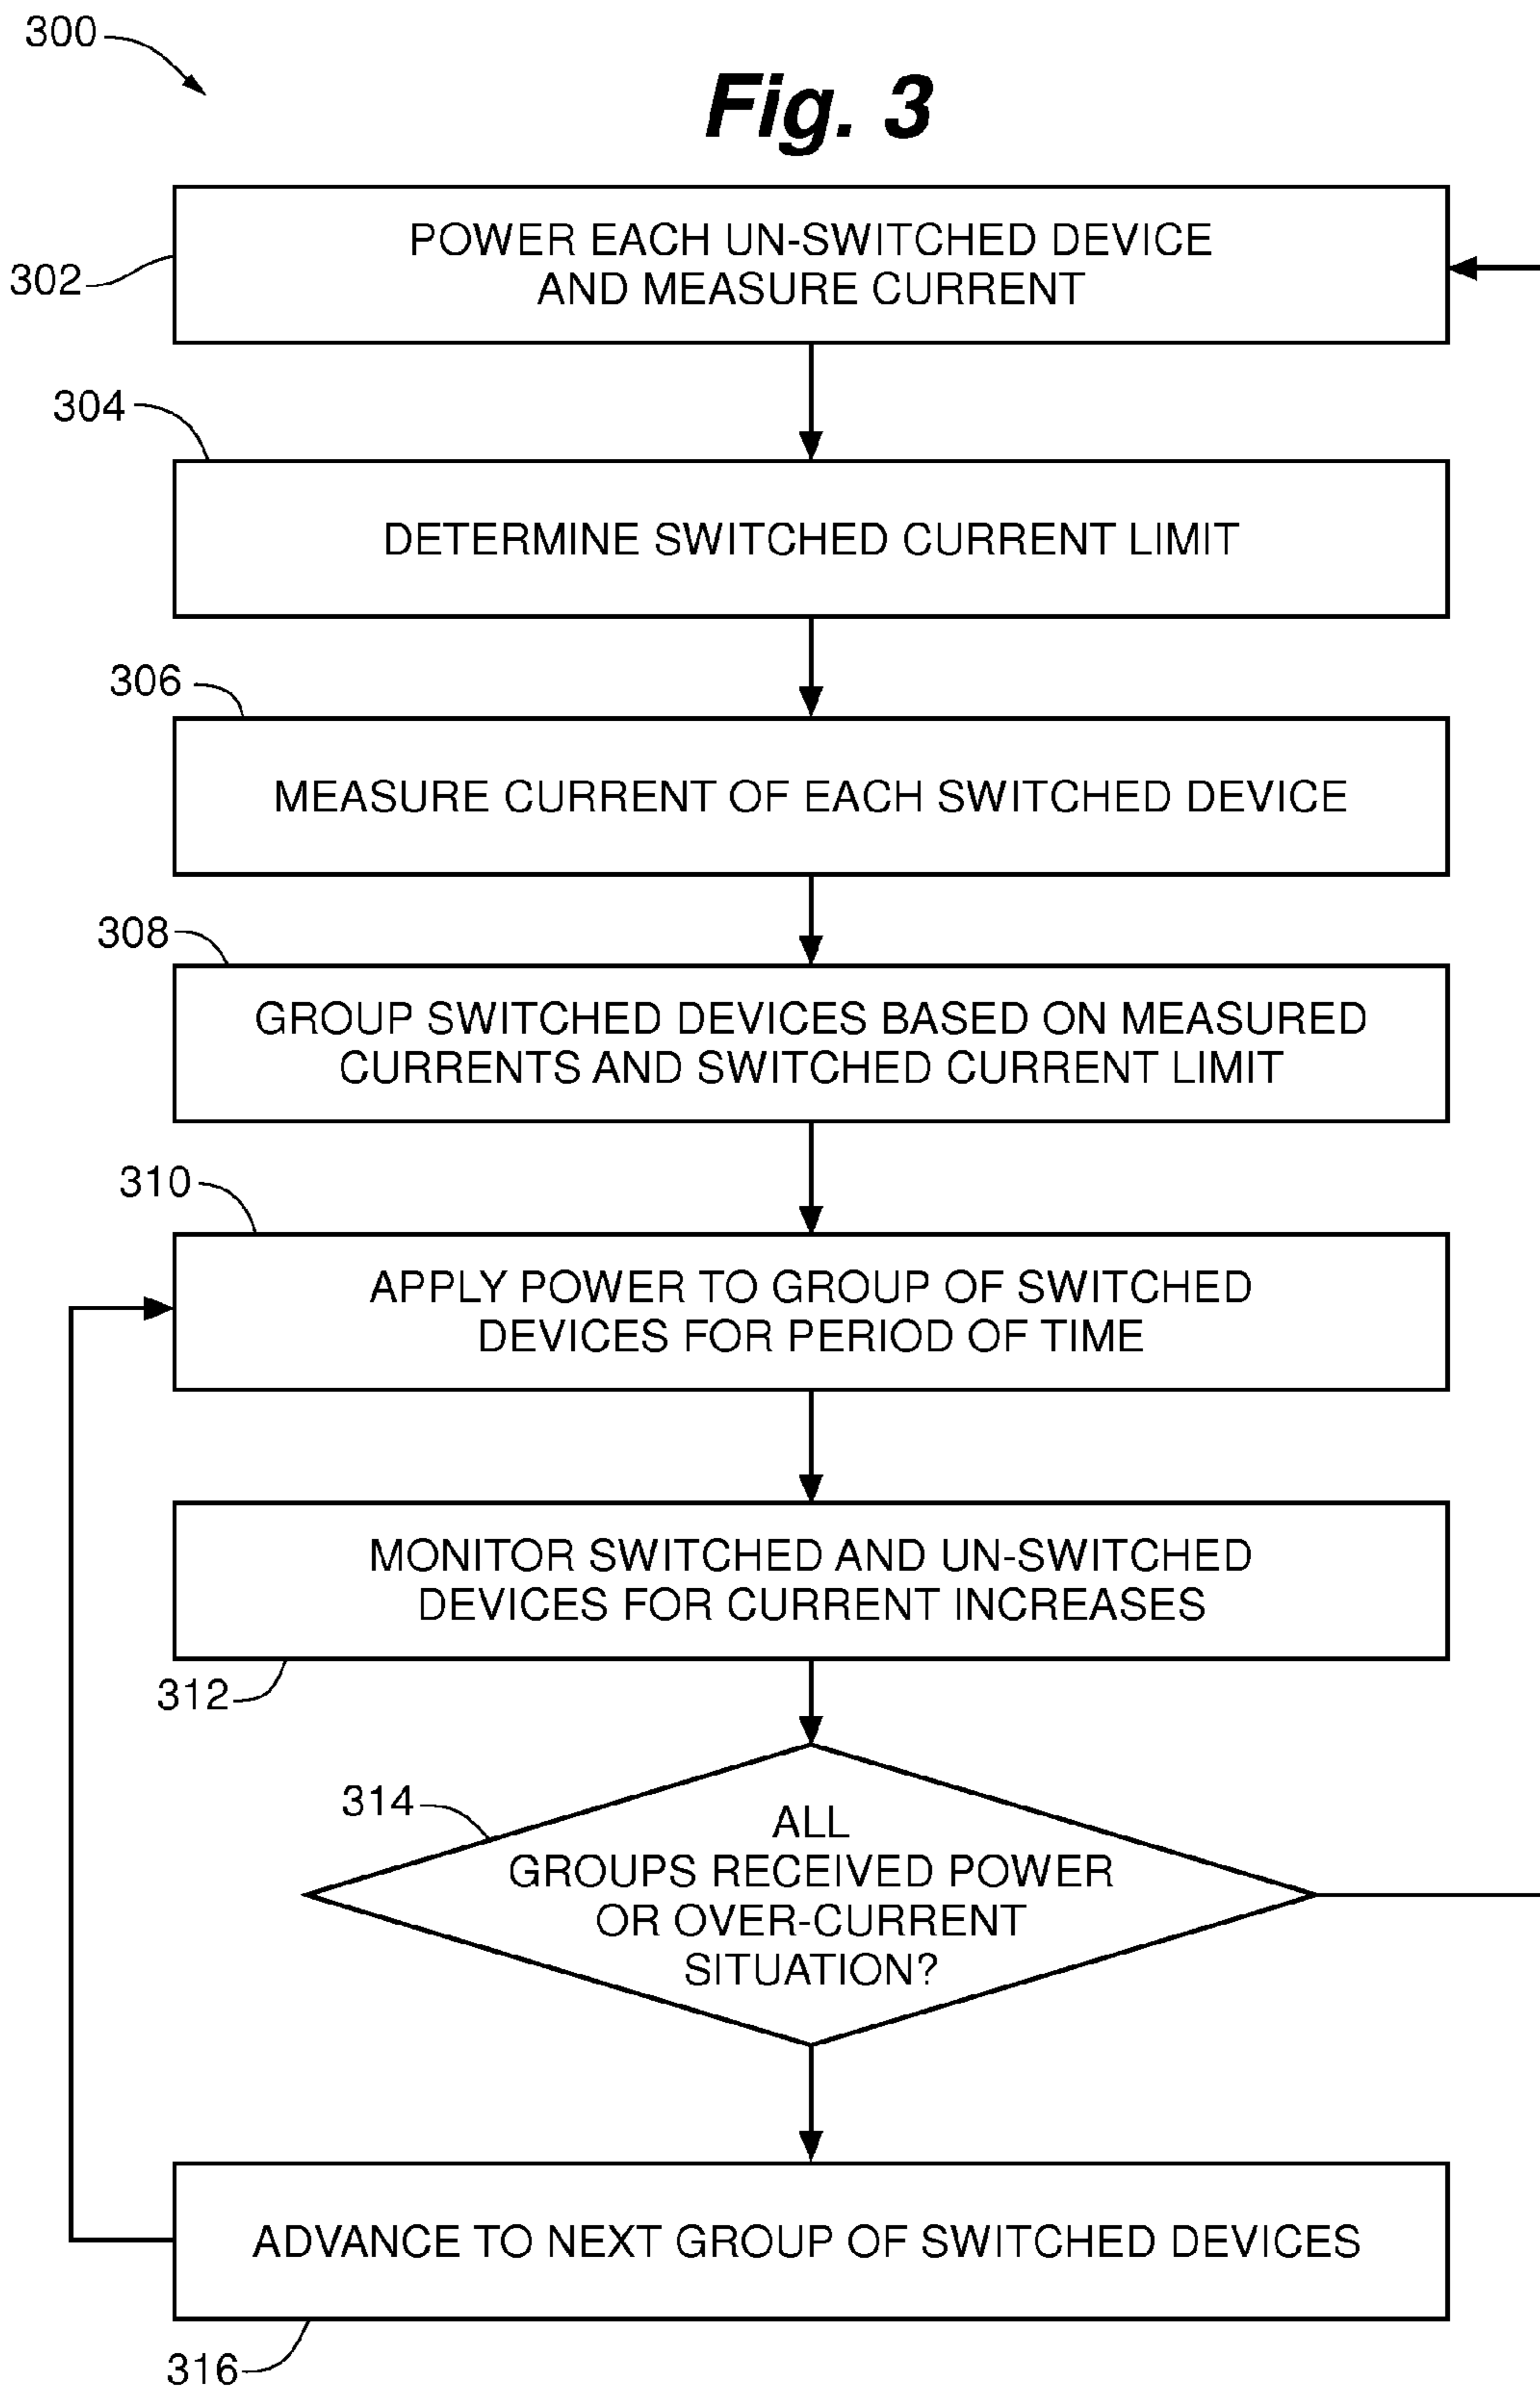 300
Fig. 3
302
POWER EACH UN-SWITCHED DEVICE
AND MEASURE CURRENT
304
DETERMINE SWITCHED CURRENT LIMIT
306
MEASURE CURRENT OF EACH SWITCHED DEVICE
308
GROUP SWITCHED DEVICES BASED ON MEASURED
CURRENTS AND SWITCHED CURRENT LIMIT
310
APPLY POWER TO GROUP OF SWITCHED
DEVICES FOR PERIOD OF TIME
MONITOR SWITCHED AND UN-SWITCHED
DEVICES FOR CURRENT INCREASES
312
314
ALL
GROUPS RECEIVED POWER
OR OVER-CURRENT
SITUATION?
ADVANCE TO NEXT GROUP OF SWITCHED DEVICES
316